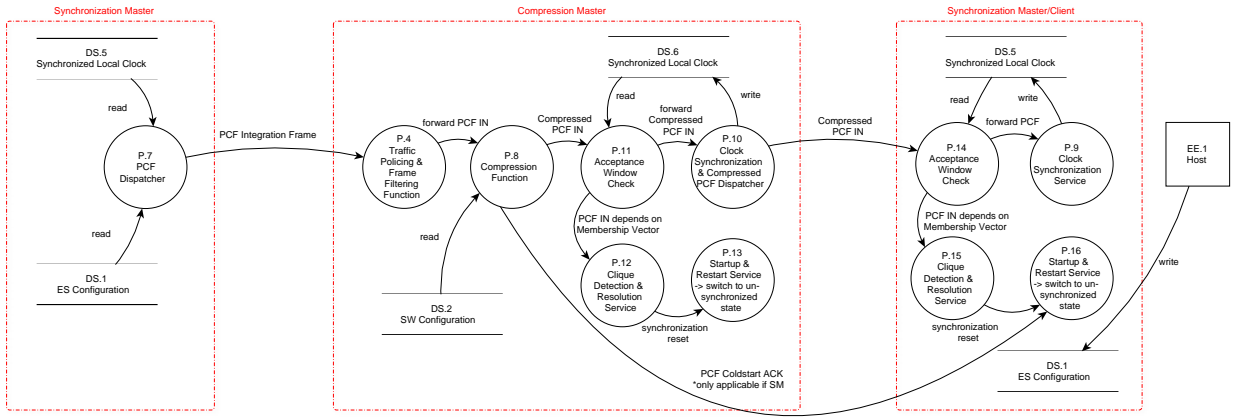 Synchronization Master
DS.5
Synchronized Local Clock
read
P.7
PCF
Dispatcher
read
DS.1
ES Configuration
PCF Integration Frame
Compression Master
DS.6
Synchronized Local Clock
read
forward
Compressed
PCF IN
write
P.4
Traffic
Policing &
Frame
Filtering
Function
forward PCF IN
P.8
Compression
Function
Compressed
PCF IN
P.11
Acceptance
Window
Check
P.10
Clock
Synchronization
& Compressed
PCF Dispatcher
read
DS.2
SW Configuration
PCF IN depends on
Membership Vector
P.12
Clique
Detection &
Resolution
Service
P.13
Startup &
Restart Service
-> switch to un-
synchronized
state
synchronization
reset
PCF Coldstart ACK
*only applicable if SM
Compressed
PCF IN
Synchronization Master/Client
DS.5
Synchronized Local Clock
read
write
forward PCF
P.14
Acceptance
Window
Check
P.9
Clock
Synchronization
Service
PCF IN depends on
Membership Vector
P.15
Clique
Detection &
Resolution
Service
P.16
Startup &
Restart Service
-> switch to un-
synchronized
state
synchronization
reset
DS.1
ES Configuration
EE.1
Host
write